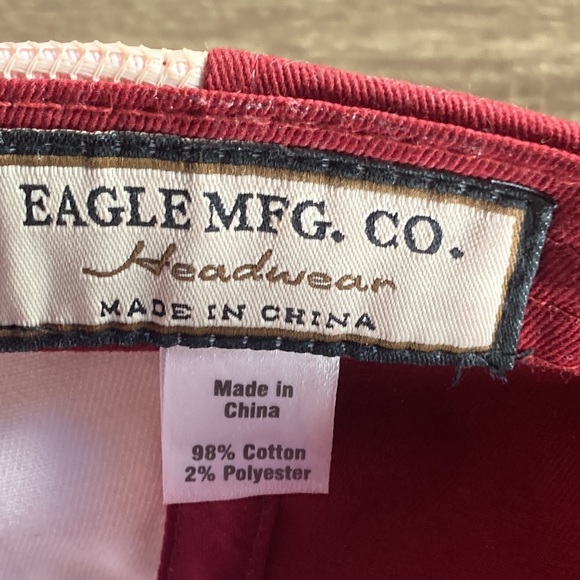 EAGLE MFG. CO.
Headwear
MADE IN CHINA
Made in
China
98% Cotton
2% Polyester